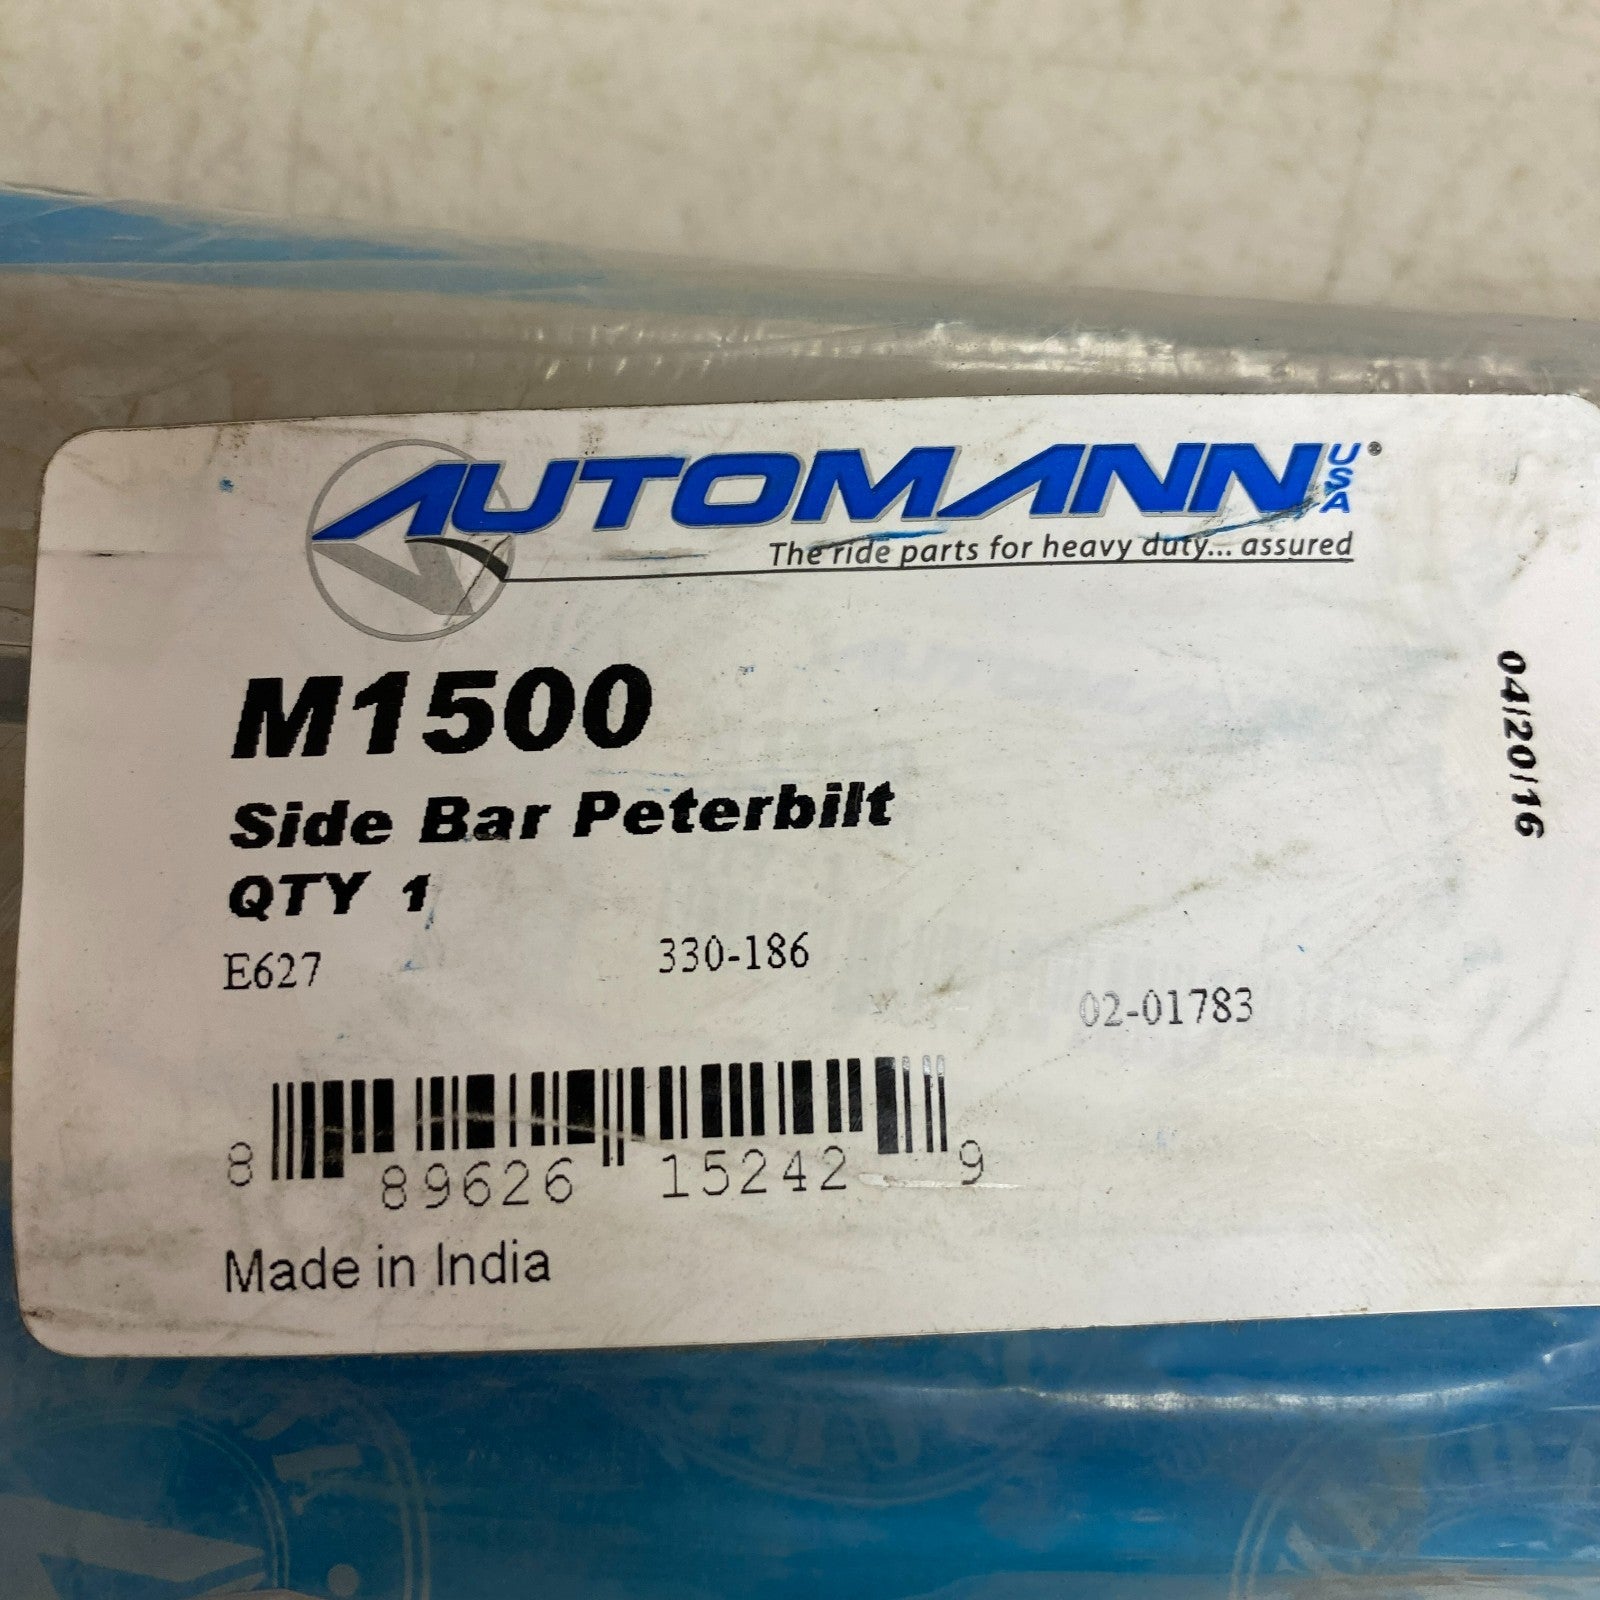 AUTOMANN USA®
The ride parts for heavy duty... assured
M1500
Side Bar Peterbilt
QTY 1
E627 330-186
02-01783
8 89626 15242 9
Made in India
04/20/16